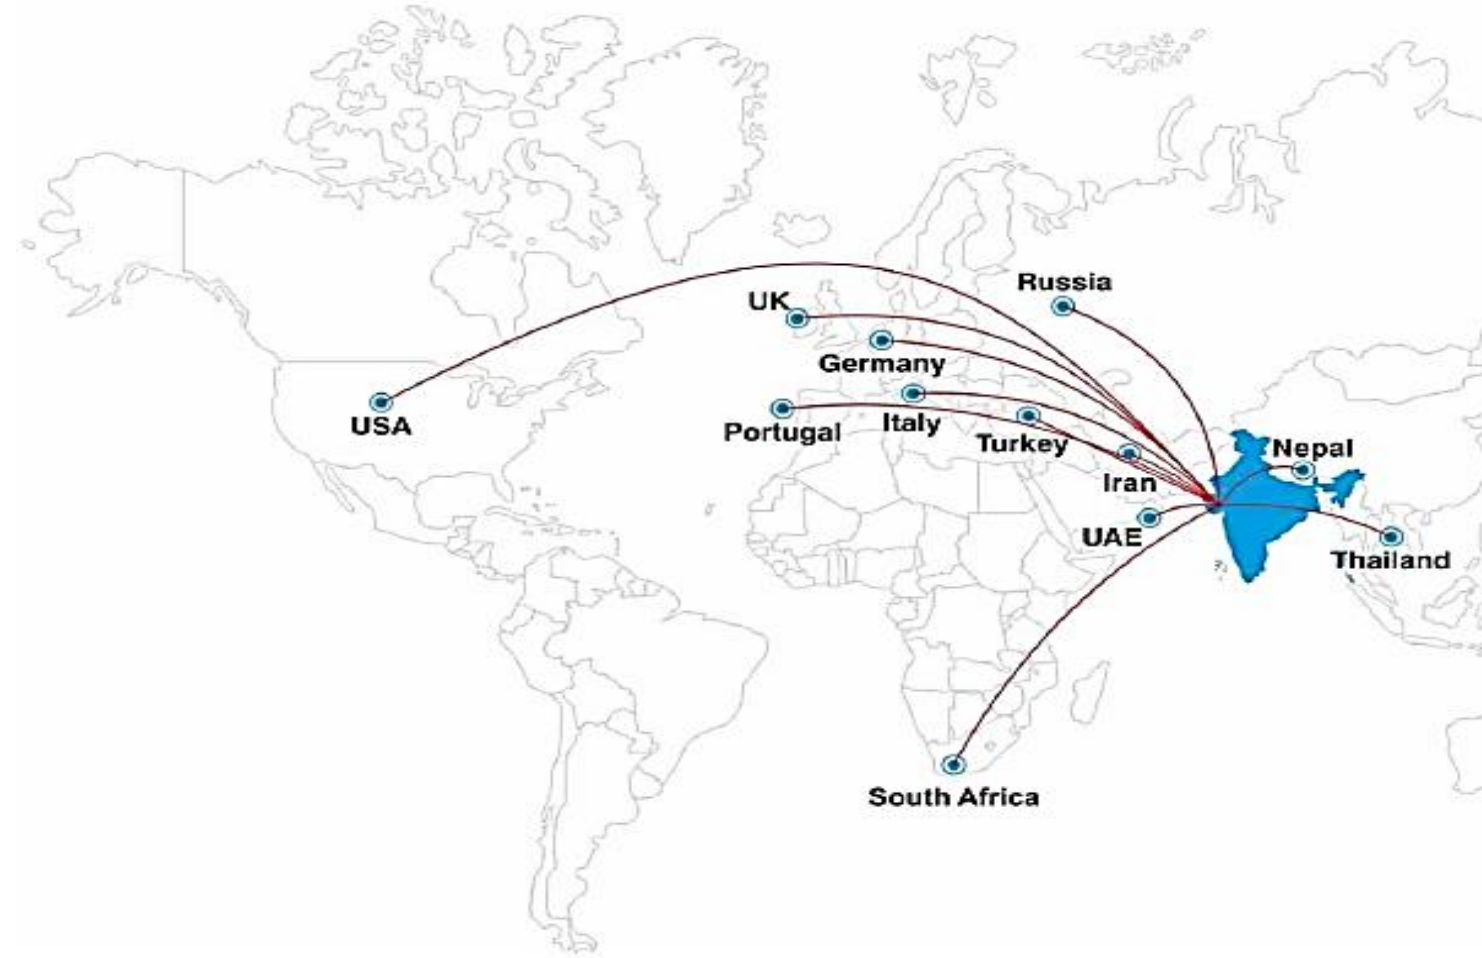 Russia
UK
Germany
USA
Italy
Portugal
Turkey
Nepal
Iran
UAE
Thailand
South Africa